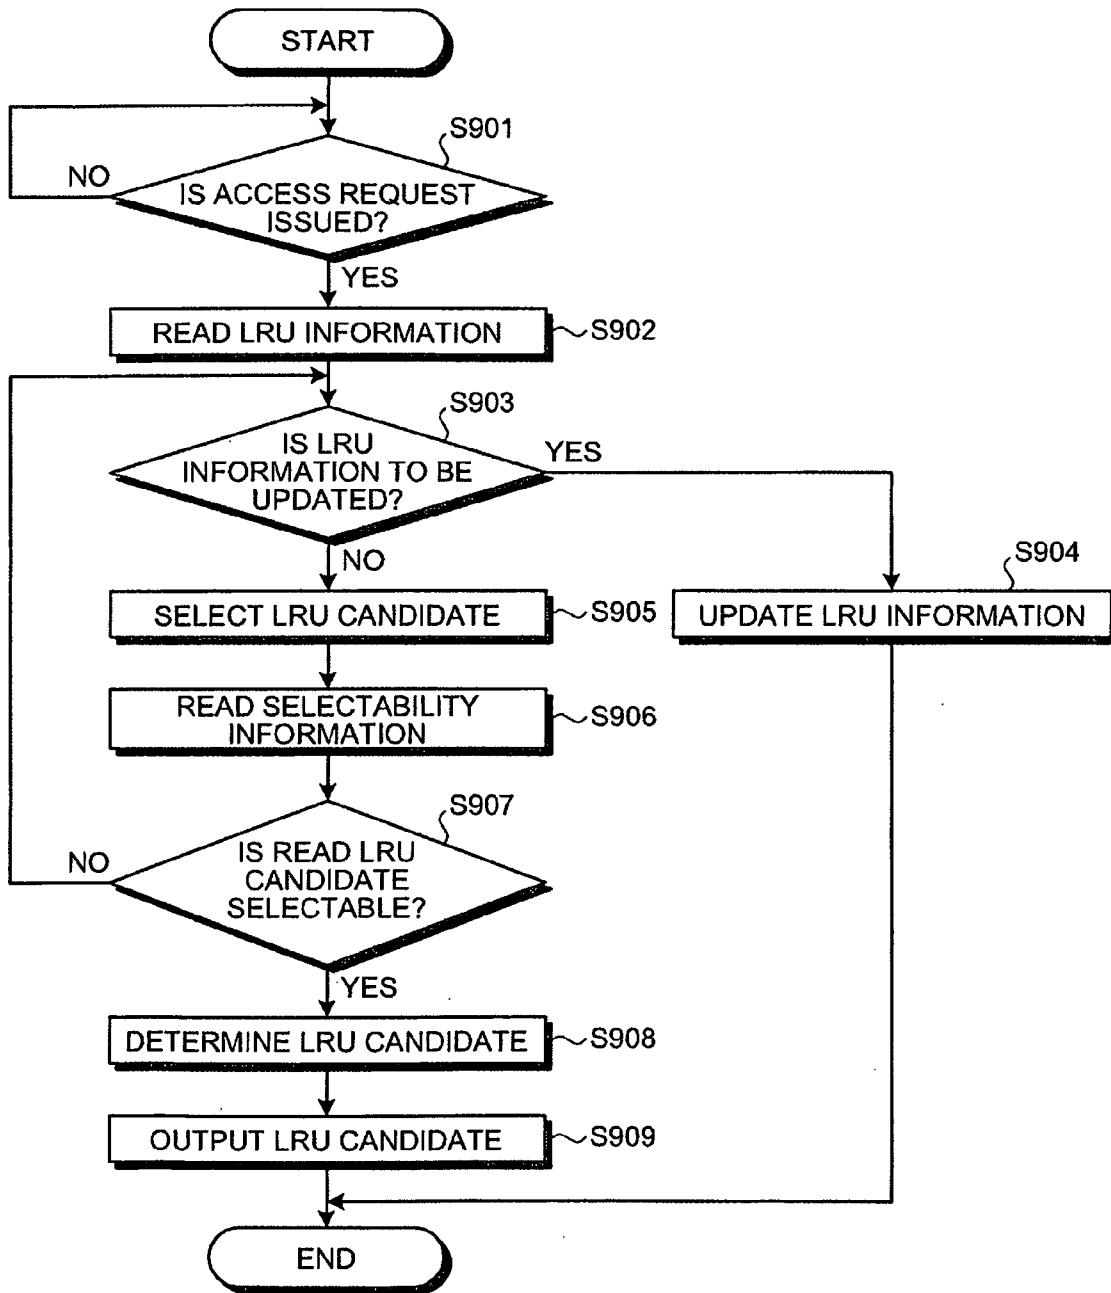 START
S901
NO
IS ACCESS REQUEST
ISSUED?
YES
READ LRU INFORMATION
S902
S903
IS LRU
INFORMATION TO BE
UPDATED?
YES
NO
S904
SELECT LRU CANDIDATE
S905
UPDATE LRU INFORMATION
READ SELECTABILITY
INFORMATION
S906
S907
NO
IS READ LRU
CANDIDATE
SELECTABLE?
YES
DETERMINE LRU CANDIDATE
S908
OUTPUT LRU CANDIDATE
S909
END